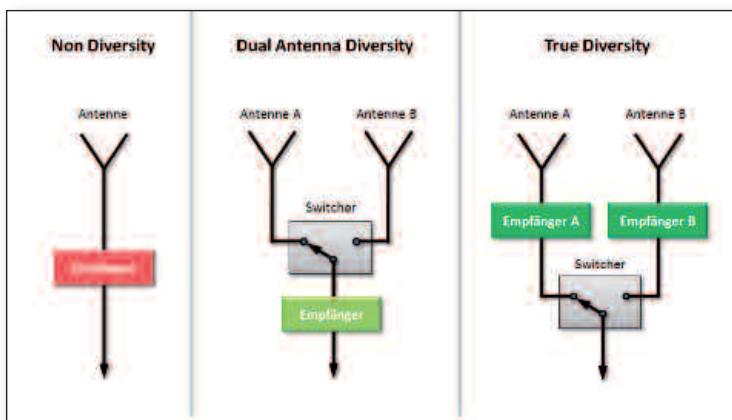 Non Diversity
Antenne
Dual Antenna Diversity
Antenne A
Antenne B
Switcher
Empfänger
True Diversity
Antenne A
Antenne B
Empfänger A
Empfänger B
Switcher